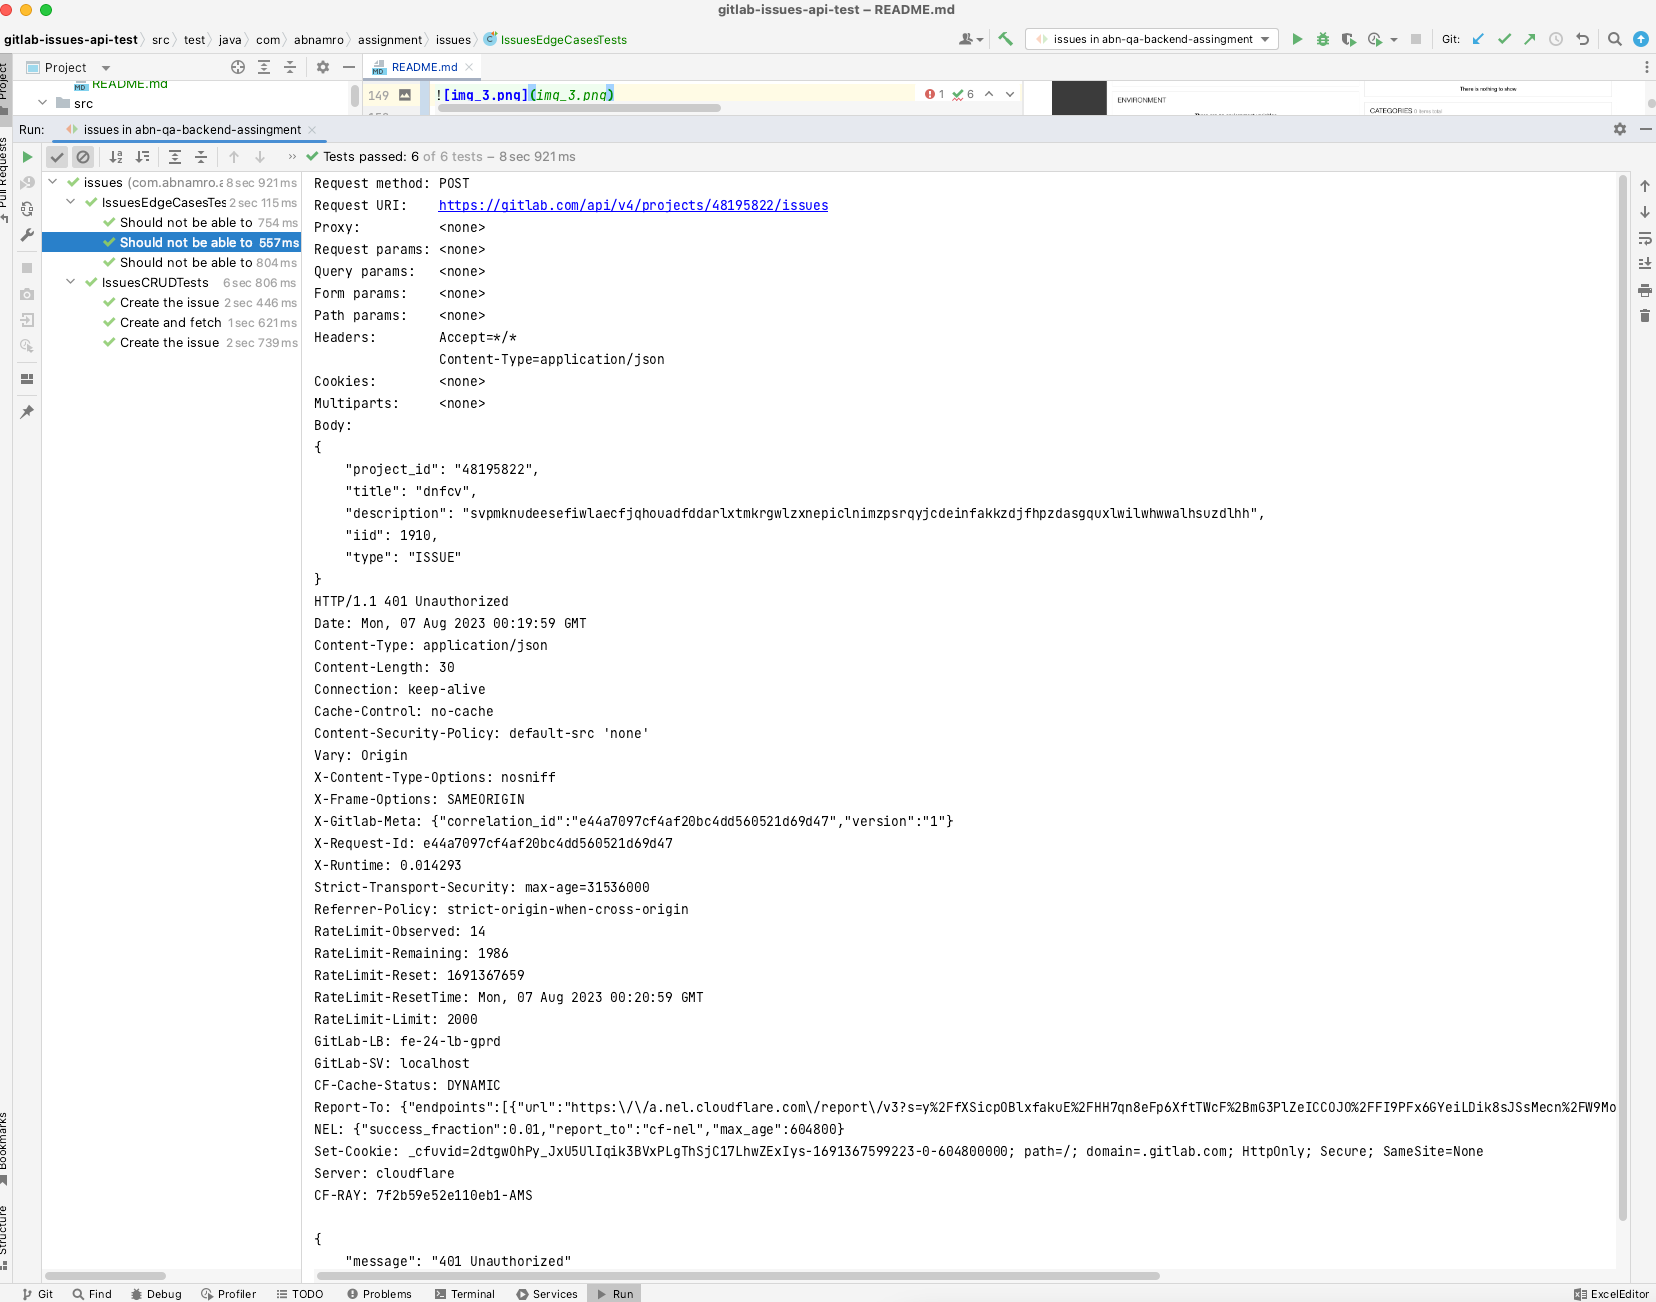 gitlab-issues-api-test – README.md
gitlab-issues-api-test src test java com abnamro assignment issues IssuesEdgeCasesTests
issues in abn-qa-backend-assingment Git:
Project
README.md
README.md
src
149 ![img_3.png](img_3.png)
1 6
ENVIRONMENT
There is nothing to show
CATEGORIES
Run: issues in abn-qa-backend-assingment
Tests passed: 6 of 6 tests – 8 sec 921 ms
Project
Pull Requests
issues (com.abnamro.a 8 sec 921 ms
IssuesEdgeCasesTes 2 sec 115 ms
Should not be able to 754 ms
Should not be able to 557 ms
Should not be able to 804 ms
IssuesCRUDTests 6 sec 806 ms
Create the issue 2 sec 446 ms
Create and fetch 1 sec 621 ms
Create the issue 2 sec 739 ms
Request method: POST
Request URI: https://gitlab.com/api/v4/projects/48195822/issues
Proxy: <none>
Request params: <none>
Query params: <none>
Form params: <none>
Path params: <none>
Headers: Accept=*/*
Content-Type=application/json
Cookies: <none>
Multiparts: <none>
Body:
{
"project_id": "48195822",
"title": "dnfcv",
"description": "svpmknudeesefiwlaecfjqhouadfddarlxtmkrgwlzxnepiclnimzpsrqyjcdeinfakkzdjfhpzdasgquxlwilwhwwalhsuzdlhh",
"iid": 1910,
"type": "ISSUE"
}
HTTP/1.1 401 Unauthorized
Date: Mon, 07 Aug 2023 00:19:59 GMT
Content-Type: application/json
Content-Length: 30
Connection: keep-alive
Cache-Control: no-cache
Content-Security-Policy: default-src 'none'
Vary: Origin
X-Content-Type-Options: nosniff
X-Frame-Options: SAMEORIGIN
X-Gitlab-Meta: {"correlation_id":"e44a7097cf4af20bc4dd560521d69d47","version":"1"}
X-Request-Id: e44a7097cf4af20bc4dd560521d69d47
X-Runtime: 0.014293
Strict-Transport-Security: max-age=31536000
Referrer-Policy: strict-origin-when-cross-origin
RateLimit-Observed: 14
RateLimit-Remaining: 1986
RateLimit-Reset: 1691367659
RateLimit-ResetTime: Mon, 07 Aug 2023 00:20:59 GMT
RateLimit-Limit: 2000
GitLab-LB: fe-24-lb-gprd
GitLab-SV: localhost
CF-Cache-Status: DYNAMIC
Report-To: {"endpoints":[{"url":"https:\/\/a.nel.cloudflare.com\/report\/v3?s=y%2FfXSicpOBlxfakuE%2FHH7qn8eFp6XftTWcF%2BmG3PlZeICCOJO%2FFI9PFx6GYeiLDik8sJSsMecn%2FW9Mo
NEL: {"success_fraction":0.01,"report_to":"cf-nel","max_age":604800}
Set-Cookie: _cfuvid=2dtgwOhPy_JxU5UlIqik3BVxPLgThSjC17LhwZExIys-1691367599223-0-604800000; path=/; domain=.gitlab.com; HttpOnly; Secure; SameSite=None
Server: cloudflare
CF-RAY: 7f2b59e52e110eb1-AMS
{
"message": "401 Unauthorized"
Bookmarks
Structure
Git Find Debug Profiler TODO Problems Terminal Services Run ExcelEditor